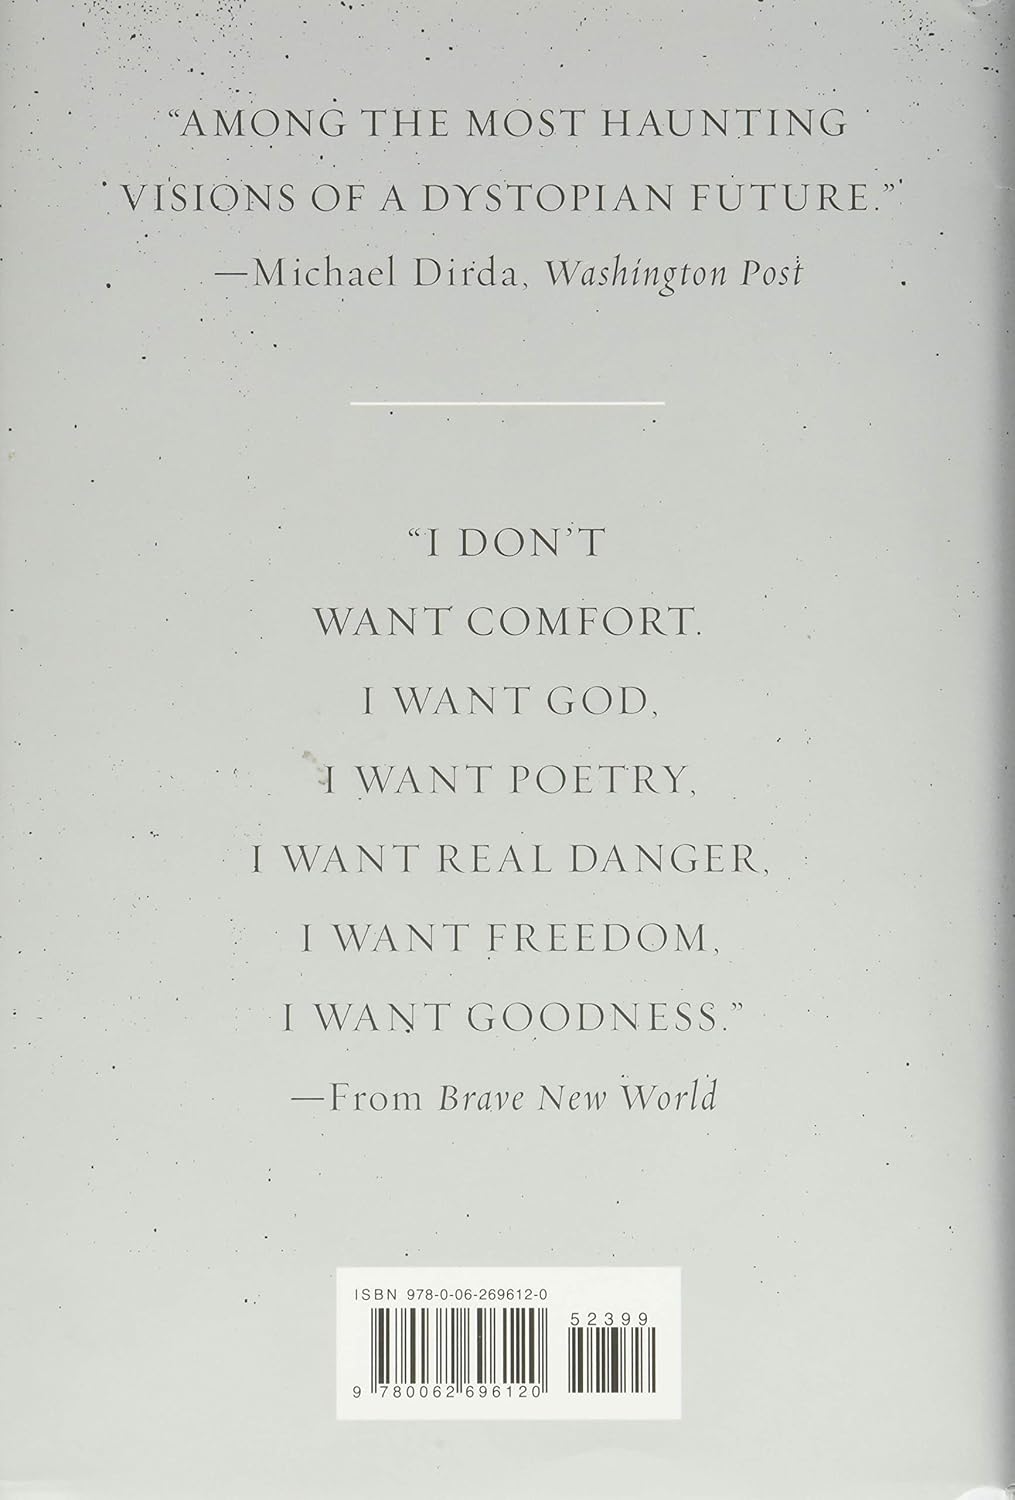 “AMONG THE MOST HAUNTING
VISIONS OF A DYSTOPIAN FUTURE.”
—Michael Dirda, Washington Post
“I DON’T
WANT COMFORT.
I WANT GOD,
I WANT POETRY,
I WANT REAL DANGER,
I WANT FREEDOM,
I WANT GOODNESS.”
—From Brave New World
ISBN 978-0-06-269612-0
52399
9 780062 696120